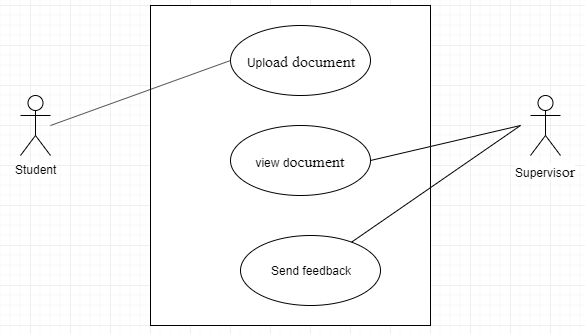 Upload document
Student
view document
Supervisor
Send feedback